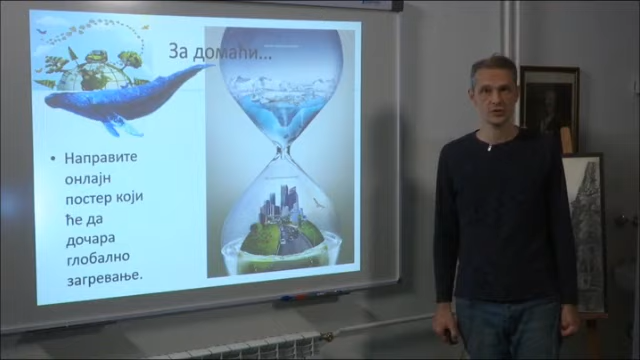 За домаћи...
• Направите
онлајн
постер који
ће да
дочара
глобално
загревање.